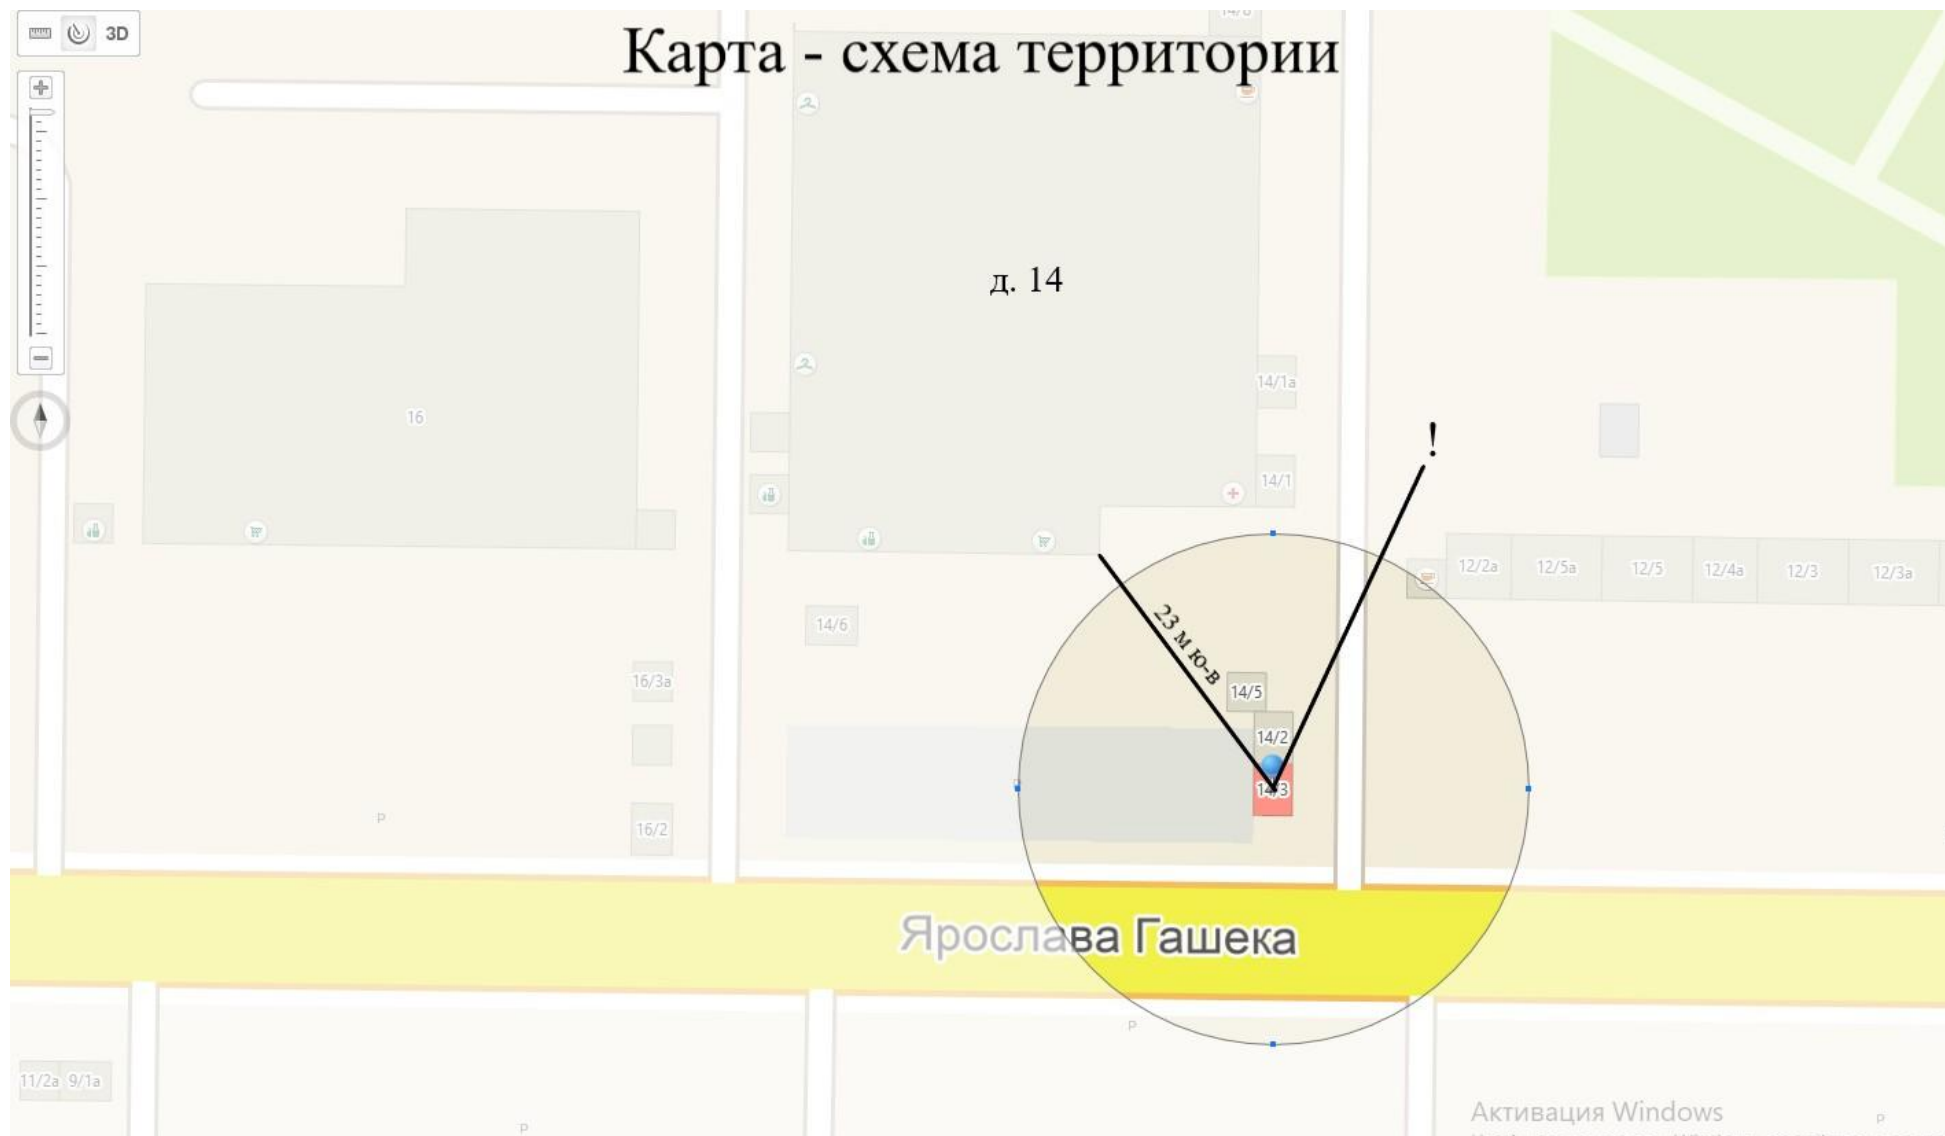 14/8
3D
Карта - схема территории
д. 14
14/1а
16
14/1
!
12/2а
12/5а
12/5
12/4а
12/3
12/3а
14/6
23 м ю-в
16/3а
14/5
14/2
14/3
P
16/2
Ярослава Гашека
P
11/2а
9/1а
Активация Windows
P
P